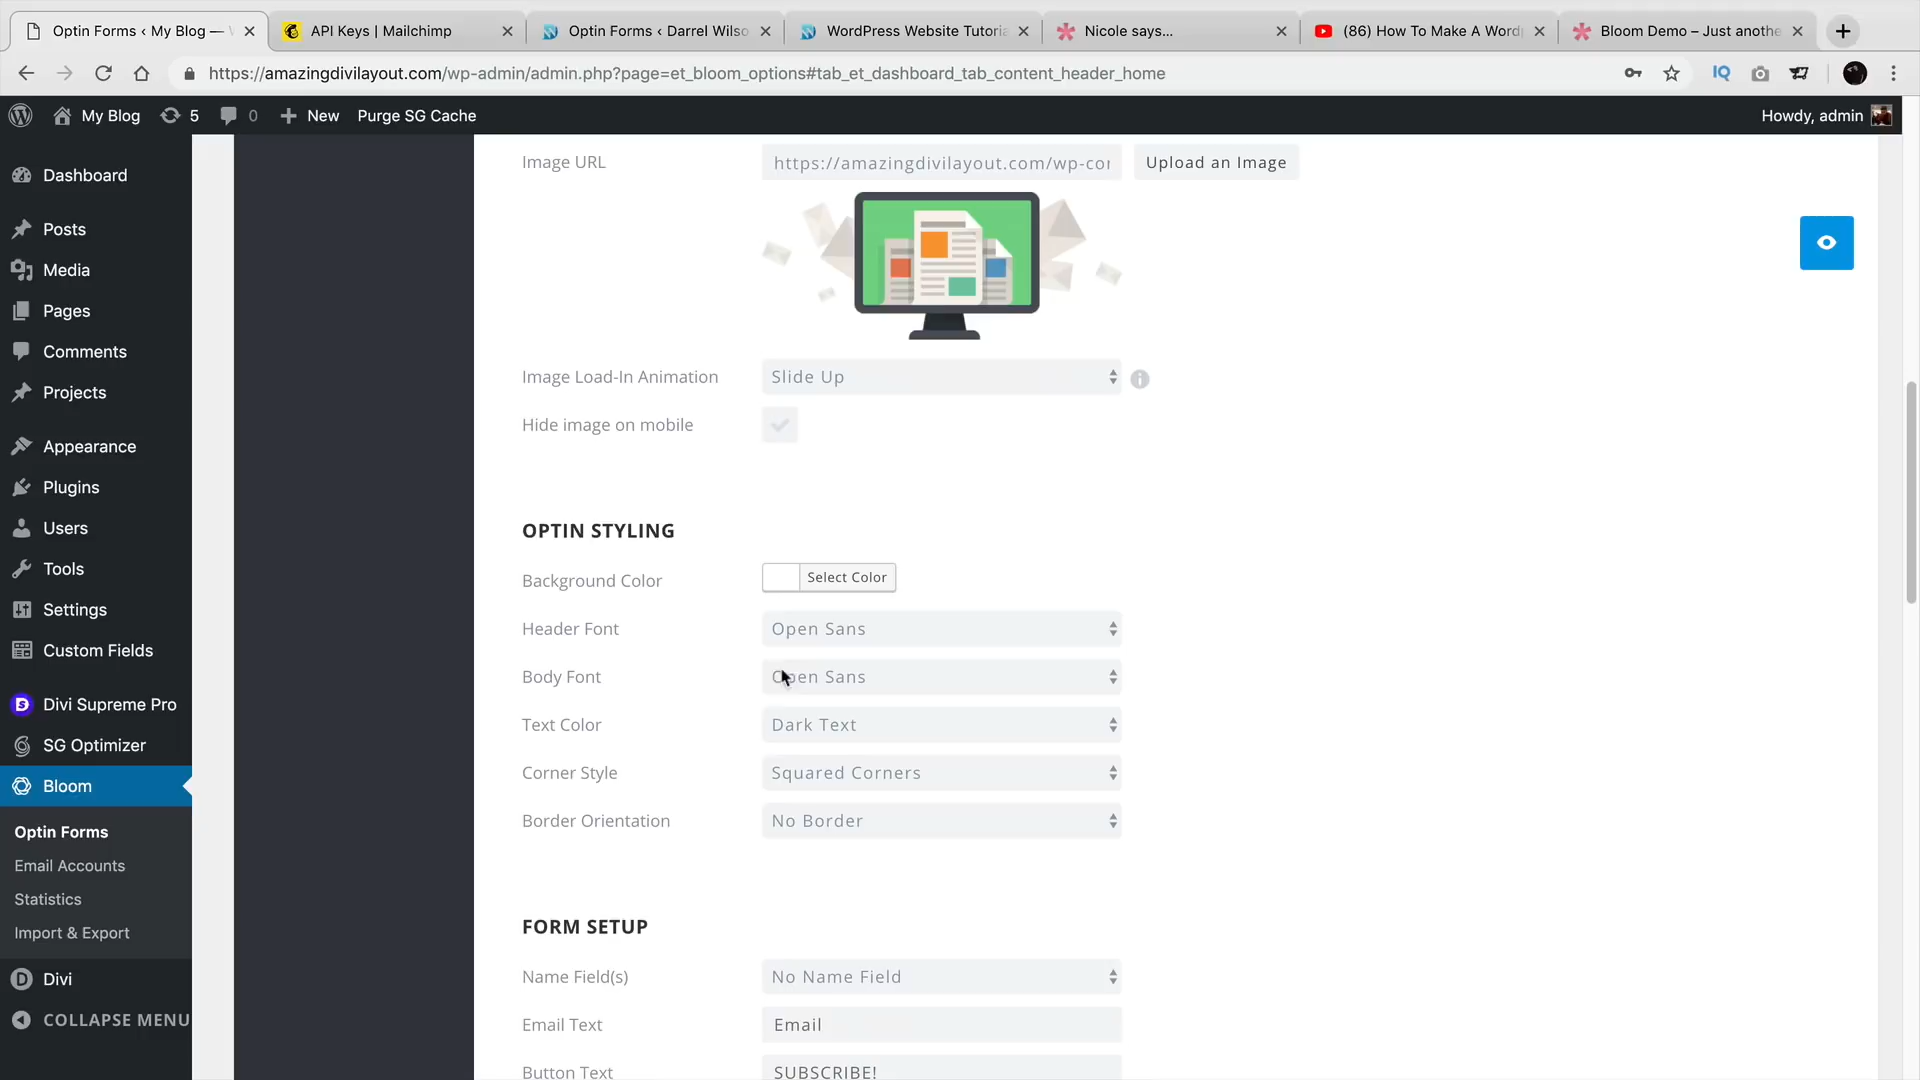 Optin Forms ‹ My Blog —
API Keys | Mailchimp
Optin Forms ‹ Darrel Wilso
WordPress Website Tutoria
Nicole says...
(86) How To Make A Word
Bloom Demo – Just anothe
https://amazingdivilayout.com/wp-admin/admin.php?page=et_bloom_options#tab_et_dashboard_tab_content_header_home
IQ
My Blog
5
0
New
Purge SG Cache
Howdy, admin
Dashboard
Posts
Media
Pages
Comments
Projects
Appearance
Plugins
Users
Tools
Settings
Custom Fields
Divi Supreme Pro
SG Optimizer
Bloom
Optin Forms
Email Accounts
Statistics
Import & Export
Divi
COLLAPSE MENU
Image URL
https://amazingdivilayout.com/wp-cor
Upload an Image
Image Load-In Animation
Slide Up
Hide image on mobile
OPTIN STYLING
Background Color
Select Color
Header Font
Open Sans
Body Font
Open Sans
Text Color
Dark Text
Corner Style
Squared Corners
Border Orientation
No Border
FORM SETUP
Name Field(s)
No Name Field
Email Text
Email
Button Text
SUBSCRIBE!